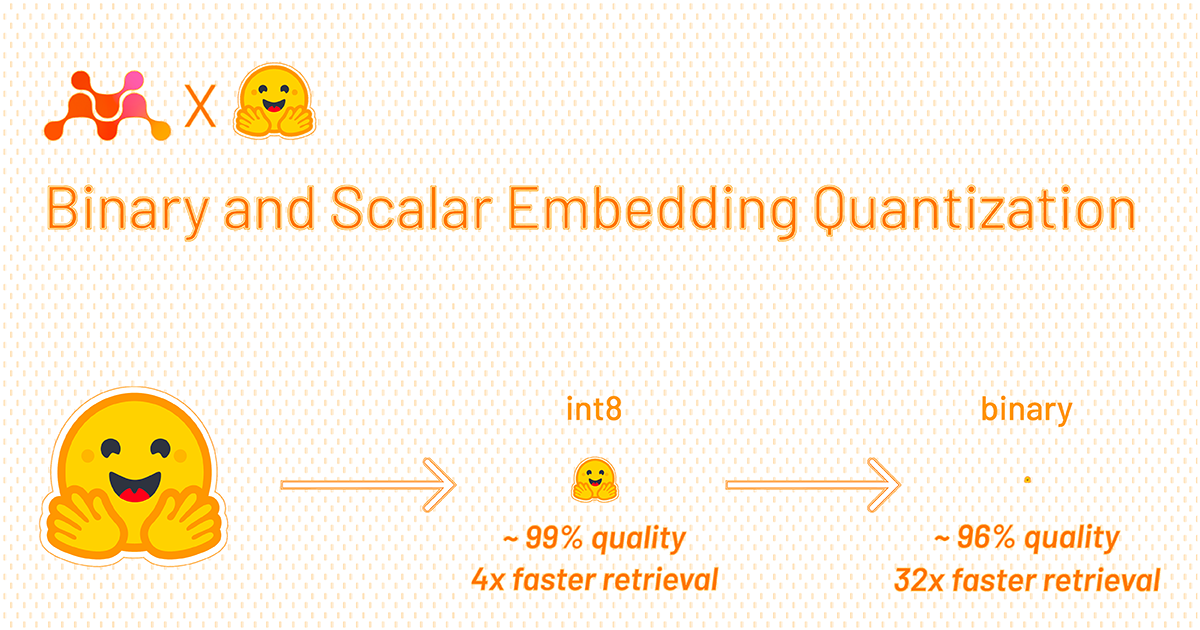 X
Binary and Scalar Embedding Quantization
int8
~ 99% quality
4x faster retrieval
binary
~ 96% quality
32x faster retrieval